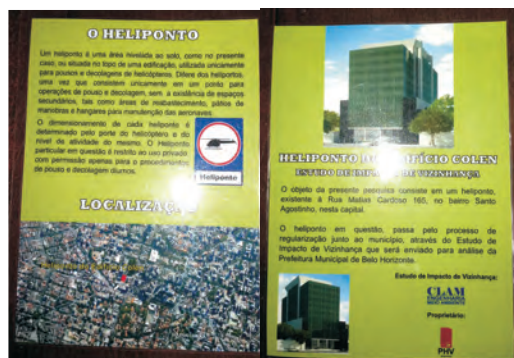 O HELIPONTO
Um heliponto é uma área nivelada ao solo, como no presente
caso, ou situada no topo de uma edificação, utilizada unicamente
para pousos e decolagens de helicópteros. Difere dos heliportos,
uma vez que consistem unicamente em um ponto para
operações de pouso e decolagem, sem a existência de espaços
secundários, tais como áreas de reabastecimento, pátios de
manobras e hangares para manutenção das aeronaves.
O dimensionamento de cada heliponto é
determinado pelo porte do helicóptero e do
nível de atividade do mesmo. O Heliponto
particular em questão é restrito ao uso privado
com permissão apenas para o procedimentos
de pouso e decolagem diurnos.
Heliponto
LOCALIZAÇÃO
HELIPONTO DO EDIFÍCIO COLEN
ESTUDO DE IMPACTO DE VIZINHANÇA
O objeto da presente pesquisa consiste em um heliponto,
existente à Rua Matias Cardoso 165, no bairro Santo
Agostinho, nesta capital.
O heliponto em questão, passa pelo processo de
regularização junto ao município, através do Estudo de
Impacto de Vizinhança que será enviado para análise da
Prefeitura Municipal de Belo Horizonte.
Estudo de Impacto de Vizinhança:
CLAM
ENGENHARIA
MEIO AMBIENTE
Proprietário:
PHV